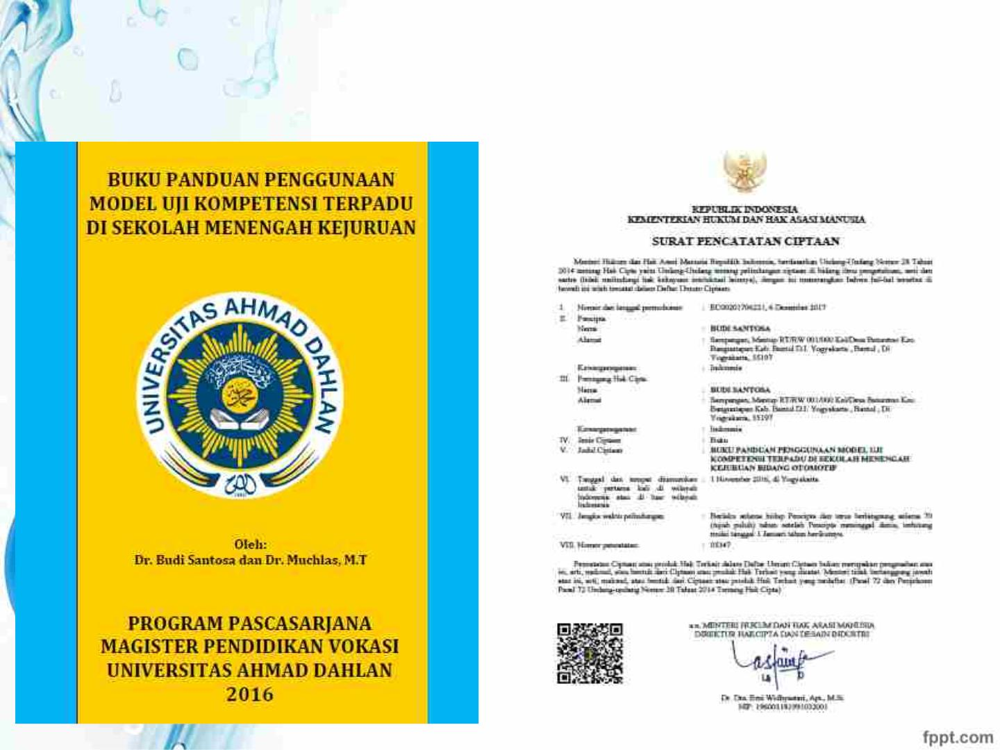 BUKU PANDUAN PENGGUNAAN
MODEL UJI KOMPETENSI TERPADU
DI SEKOLAH MENENGAH KEJURUAN
UNIVERSITAS AHMAD DAHLAN
Oleh:
Dr. Budi Santosa dan Dr. Muchlas, M.T
PROGRAM PASCASARJANA
MAGISTER PENDIDIKAN VOKASI
UNIVERSITAS AHMAD DAHLAN
2016
REPUBLIK INDONESIA
KEMENTERIAN HUKUM DAN HAK ASASI MANUSIA
SURAT PENCATATAN CIPTAAN
Menteri Hukum dan Hak Asasi Manusia Republik Indonesia, berdasarkan Undang-Undang Nomor 28 Tahun
2014 tentang Hak Cipta yaitu Undang-Undang tentang pelindungan ciptaan di bidang ilmu pengetahuan, seni dan
sastra (tidak melindungi hak kekayaan intelektual lainnya), dengan ini menerangkan bahwa hal-hal tersebut di
bawah ini telah tercatat dalam Daftar Umum Ciptaan:
I. Nomor dan tanggal permohonan : 6 Desember 2017
II. Pencipta
Nama : BUDI SANTOSA
Alamat : Sampangan, RT/RW 001/000 Kel/Desa Kec.
Banguntapan Kab. Bantul D.I. Yogyakarta , Bantul , Di
Yogyakarta, 55197
Kewarganegaraan : Indonesia
III. Pemegang Hak Cipta
Nama : BUDI SANTOSA
Alamat : Sampangan, RT/RW 001/000 Kel/Desa Kec.
Banguntapan Kab. Bantul D.I. Yogyakarta , Bantul , Di
Yogyakarta, 55197
Kewarganegaraan : Indonesia
IV. Jenis Ciptaan : Buku
V. Judul Ciptaan : BUKU PANDUAN PENGGUNAAN MODEL UJI
KOMPETENSI TERPADU DI SEKOLAH MENENGAH
KEJURUAN BIDANG OTOMOTIF
VI. Tanggal dan tempat diumumkan : 1 November 2016, di Yogyakarta
untuk pertama kali di wilayah
Indonesia atau di luar wilayah
Indonesia
VII. Jangka waktu pelindungan : Berlaku selama hidup Pencipta dan terus berlangsung selama 70
(tujuh puluh) tahun setelah Pencipta meninggal dunia, terhitung
mulai tanggal 1 Januari tahun berikutnya.
VIII. Nomor pencatatan : 05347
Pencatatan Ciptaan atau produk Hak Terkait dalam Daftar Umum Ciptaan bukan merupakan pengesahan atas
isi, arti, maksud, atau bentuk dari Ciptaan atau produk Hak Terkait yang dicatat. Menteri tidak bertanggung jawab
atas isi, arti, maksud, atau bentuk dari Ciptaan atau produk Hak Terkait yang terdaftar. (Pasal 72 dan Penjelasan
Pasal 72 Undang-undang Nomor 28 Tahun 2014 Tentang Hak Cipta)
a.n. MENTERI HUKUM DAN HAK ASASI MANUSIA
DIREKTUR HAK CIPTA DAN DESAIN INDUSTRI
Dr. Dra. Erni Widhyastari, Apt., M.Si.
NIP. 196003181991032001
fppt.com